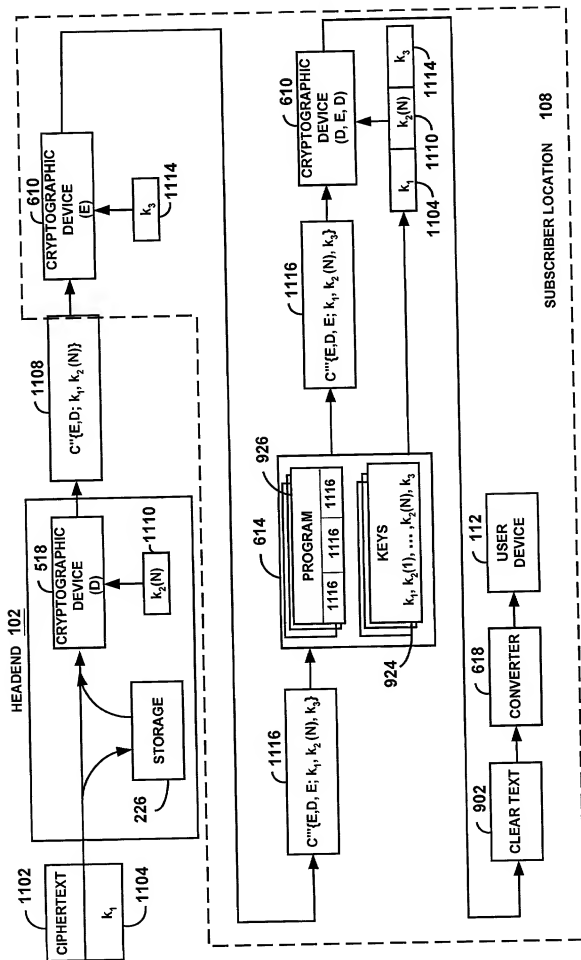 1102
CIPHERTEXT
k₁
1104
HEADEND 102
518
CRYPTOGRAPHIC
DEVICE
(D)
k₂(N)
1110
STORAGE
226
1108
C"{E,D; k₁, k₂(N)}
610
CRYPTOGRAPHIC
DEVICE
(E)
k₃
1114
1116
C'''{E,D, E; k₁, k₂ (N), k₃}
614
926
PROGRAM
1116
1116
1116
KEYS
k₁, k₂(1), ... ,k₂(N), k₃
924
1116
C'''{E,D, E; k₁, k₂ (N), k₃}
610
CRYPTOGRAPHIC
DEVICE
(D, E, D)
k₁
k₂(N)
k₃
1104
1110
1114
902
CLEAR TEXT
618
CONVERTER
112
USER
DEVICE
SUBSCRIBER LOCATION 108